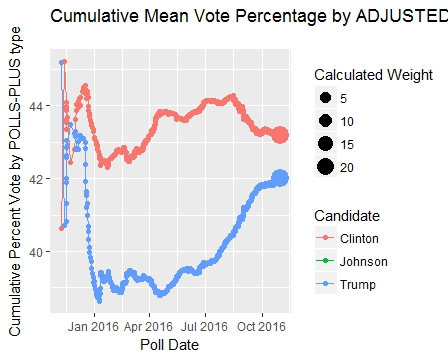 Cumulative Mean Vote Percentage by ADJUSTED
Cumulative Percent Vote by POLLS-PLUS type
44
42
40
Jan 2016 Apr 2016 Jul 2016 Oct 2016
Poll Date
Calculated Weight
5
10
15
20
Candidate
Clinton
Johnson
Trump